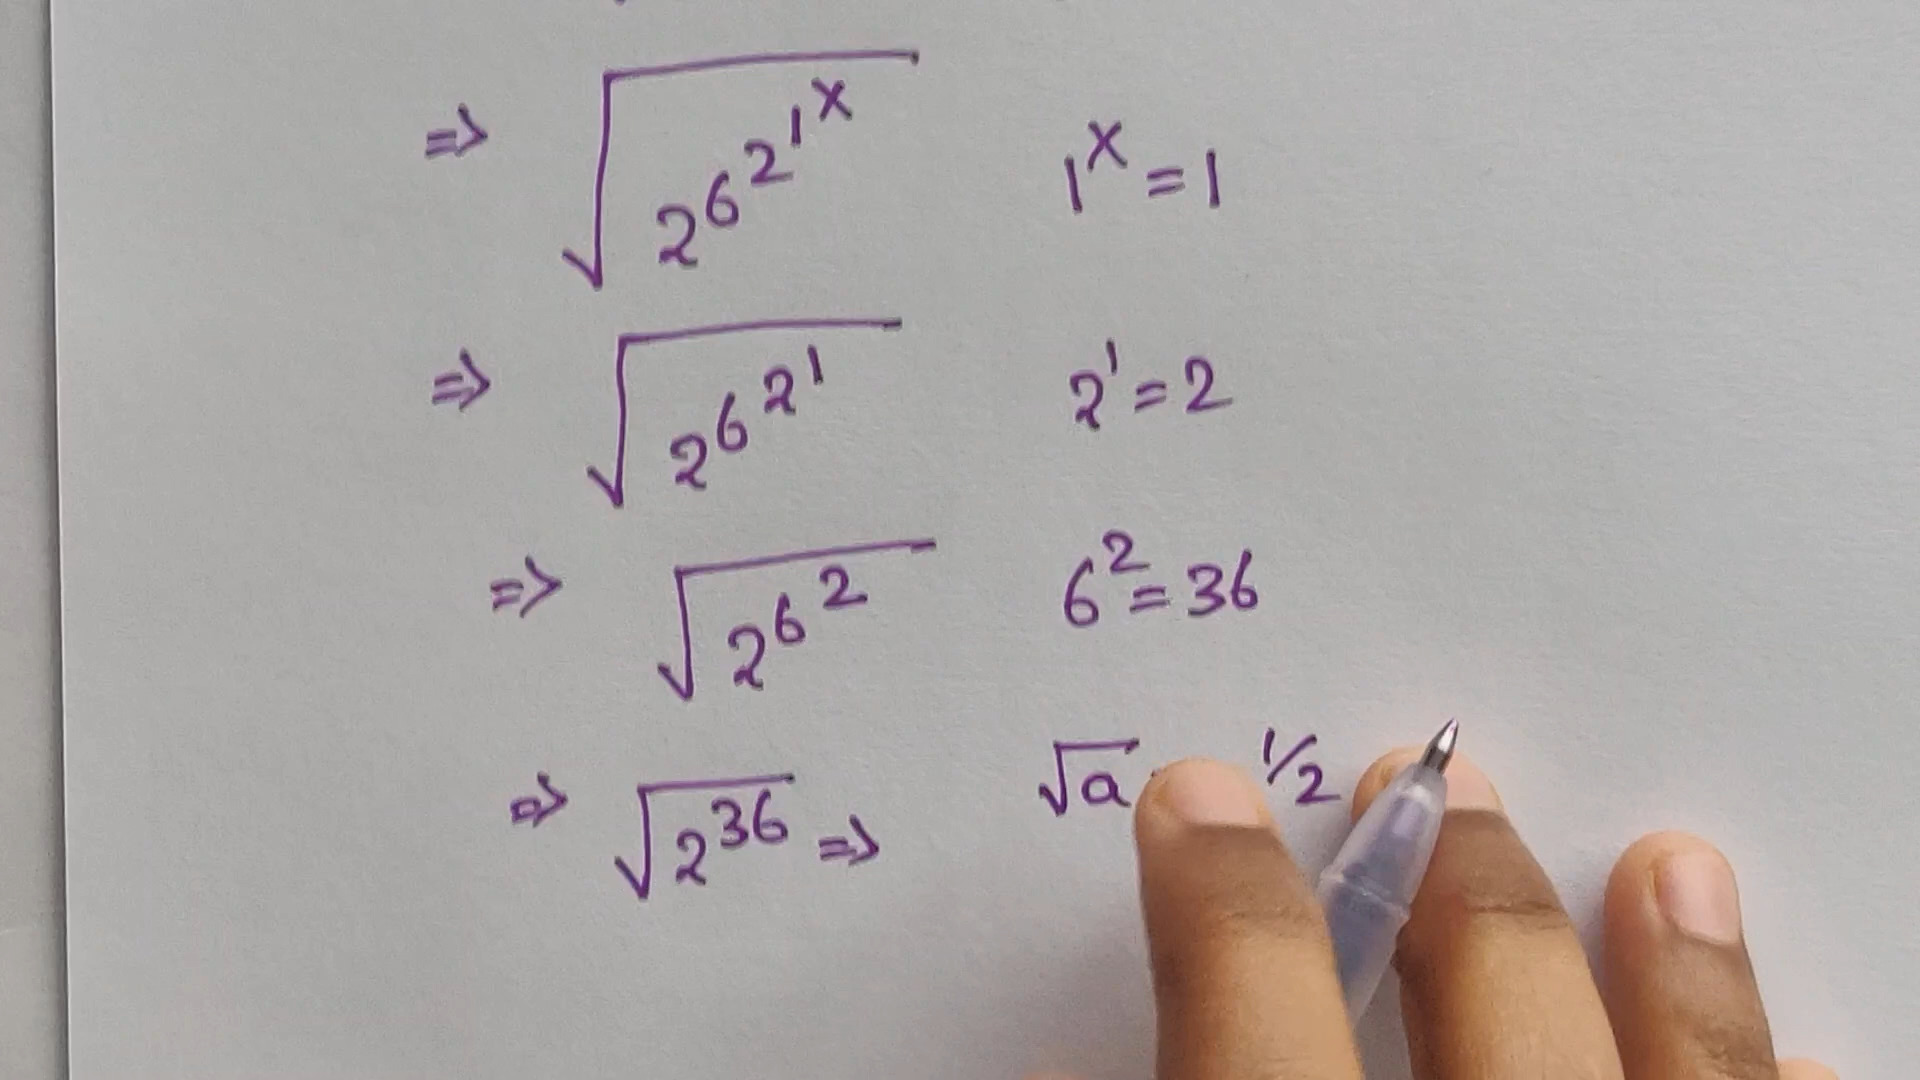 ⇒ √2^6^2^1^x 1^x = 1
⇒ √2^6^2^1 2^1 = 2
⇒ √2^6^2 6^2 = 36
⇒ √2^36 ⇒ √a 1/2